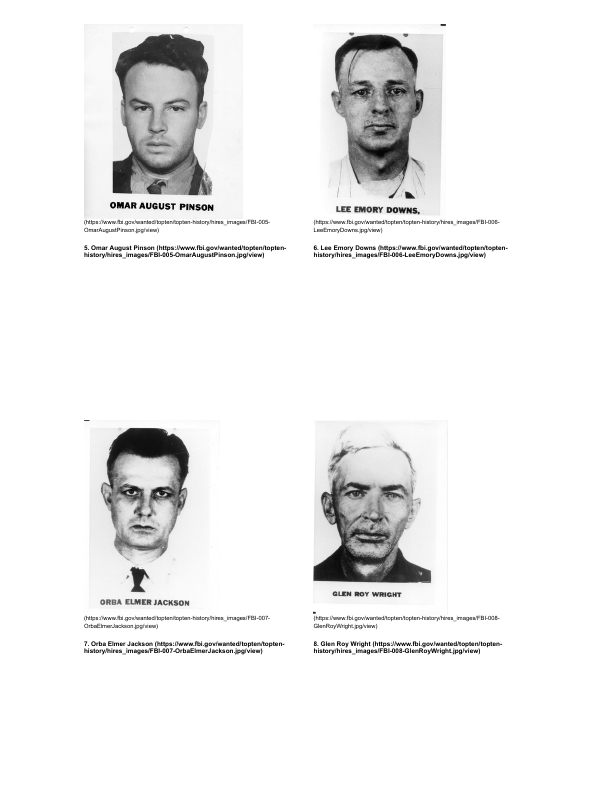 OMAR AUGUST PINSON
(https://www.fbi.gov/wanted/topten/topten-history/hires_images/FBI-005-
OmarAugustPinson.jpg/view)
5. Omar August Pinson (https://www.fbi.gov/wanted/topten/topten-
history/hires_images/FBI-005-OmarAugustPinson.jpg/view)
LEE EMORY DOWNS,
(https://www.fbi.gov/wanted/topten/topten-history/hires_images/FBI-006-
LeeEmoryDowns.jpg/view)
6. Lee Emory Downs (https://www.fbi.gov/wanted/topten/topten-
history/hires_images/FBI-006-LeeEmoryDowns.jpg/view)
ORBA ELMER JACKSON
(https://www.fbi.gov/wanted/topten/topten-history/hires_images/FBI-007-
OrbaElmerJackson.jpg/view)
7. Orba Elmer Jackson (https://www.fbi.gov/wanted/topten/topten-
history/hires_images/FBI-007-OrbaElmerJackson.jpg/view)
GLEN ROY WRIGHT
(https://www.fbi.gov/wanted/topten/topten-history/hires_images/FBI-008-
GlenRoyWright.jpg/view)
8. Glen Roy Wright (https://www.fbi.gov/wanted/topten/topten-
history/hires_images/FBI-008-GlenRoyWright.jpg/view)